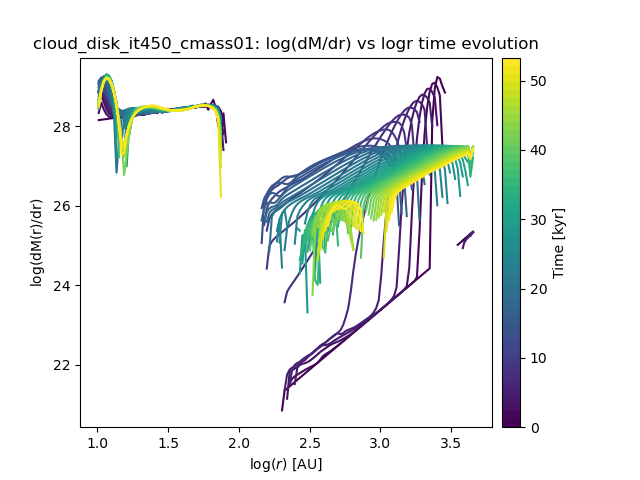 cloud_disk_it450_cmass01: log(dM/dr) vs logr time evolution
log(dM(r)/dr)
28
26
24
22
1.0 1.5 2.0 2.5 3.0 3.5
log(r) [AU]
50
40
30
20
10
0
Time [kyr]